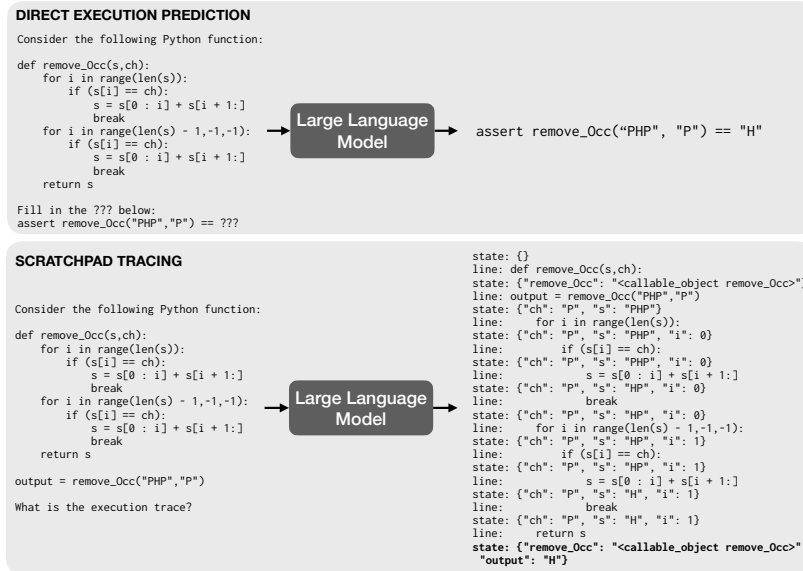 DIRECT EXECUTION PREDICTION
Consider the following Python function:
def remove_Occ(s,ch):
    for i in range(len(s)):
        if (s[i] == ch):
            s = s[0 : i] + s[i + 1:]
            break
    for i in range(len(s) - 1,-1,-1):
        if (s[i] == ch):
            s = s[0 : i] + s[i + 1:]
            break
    return s
Fill in the ??? below:
assert remove_Occ("PHP","P") == ???
Large Language
Model
assert remove_Occ(“PHP", "P") == "H"
SCRATCHPAD TRACING
Consider the following Python function:
def remove_Occ(s,ch):
    for i in range(len(s)):
        if (s[i] == ch):
            s = s[0 : i] + s[i + 1:]
            break
    for i in range(len(s) - 1,-1,-1):
        if (s[i] == ch):
            s = s[0 : i] + s[i + 1:]
            break
    return s
output = remove_Occ("PHP","P")
What is the execution trace?
Large Language
Model
state: {}
line: def remove_Occ(s,ch):
state: {"remove_Occ": "<callable_object remove_Occ>"}
line: output = remove_Occ("PHP","P")
state: {"ch": "P", "s": "PHP"}
line:     for i in range(len(s)):
state: {"ch": "P", "s": "PHP", "i": 0}
line:         if (s[i] == ch):
state: {"ch": "P", "s": "PHP", "i": 0}
line:             s = s[0 : i] + s[i + 1:]
state: {"ch": "P", "s": "HP", "i": 0}
line:             break
state: {"ch": "P", "s": "HP", "i": 0}
line:     for i in range(len(s) - 1,-1,-1):
state: {"ch": "P", "s": "HP", "i": 1}
line:         if (s[i] == ch):
state: {"ch": "P", "s": "HP", "i": 1}
line:             s = s[0 : i] + s[i + 1:]
state: {"ch": "P", "s": "H", "i": 1}
line:             break
state: {"ch": "P", "s": "H", "i": 1}
line:     return s
state: {"remove_Occ": "<callable_object remove_Occ>"
"output": "H"}